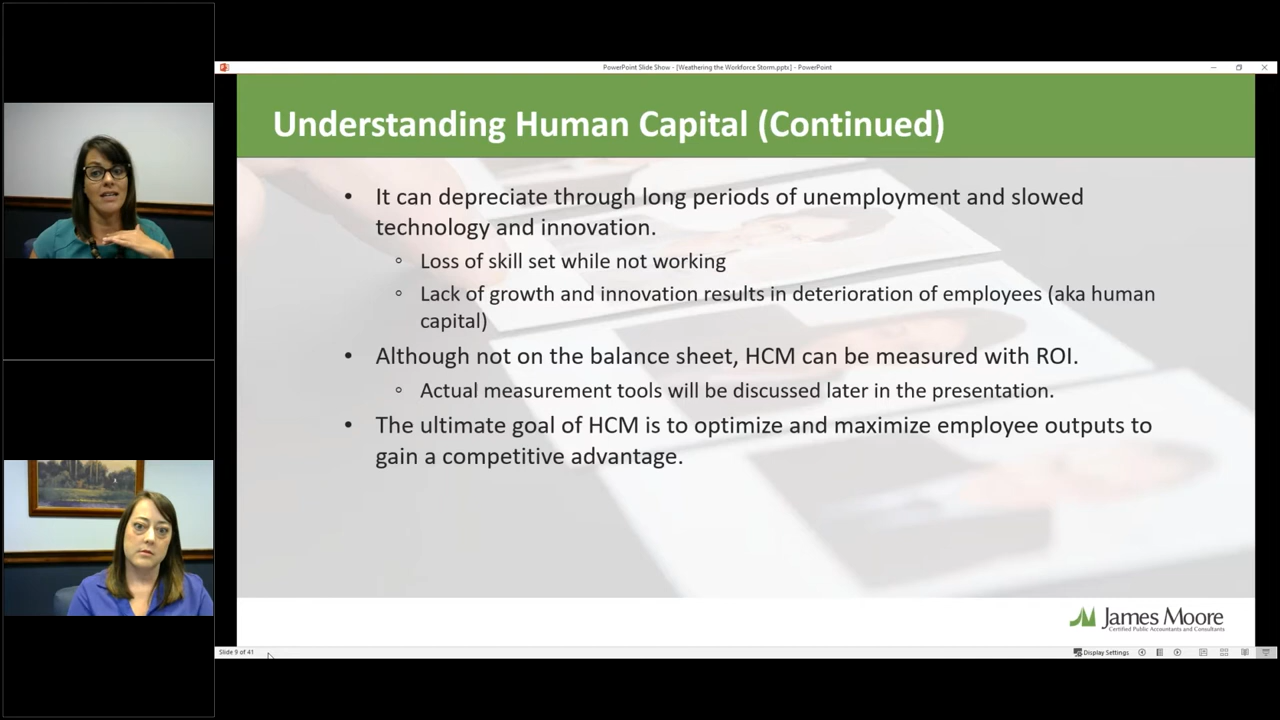 PowerPoint Slide Show - [Weathering the Workforce Storm.pptx] - PowerPoint
Understanding Human Capital (Continued)
• It can depreciate through long periods of unemployment and slowed
technology and innovation.
◦ Loss of skill set while not working
◦ Lack of growth and innovation results in deterioration of employees (aka human
capital)
• Although not on the balance sheet, HCM can be measured with ROI.
◦ Actual measurement tools will be discussed later in the presentation.
• The ultimate goal of HCM is to optimize and maximize employee outputs to
gain a competitive advantage.
James Moore
Certified Public Accountants and Consultants
Slide 9 of 41
Display Settings